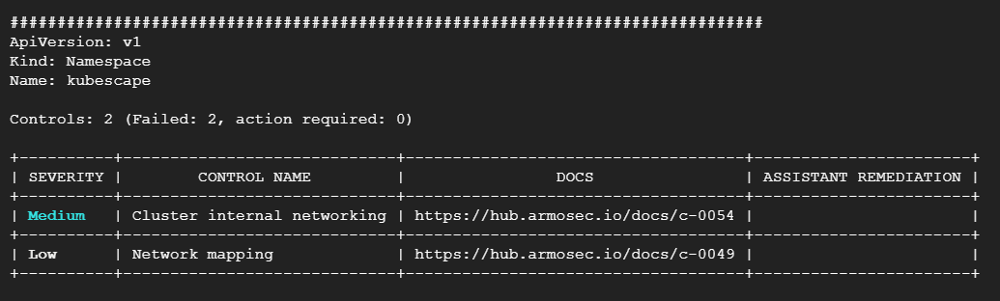 ################################################################################
ApiVersion: v1
Kind: Namespace
Name: kubescape
Controls: 2 (Failed: 2, action required: 0)
+----------+-----------------------------+------------------------------------+-----------------------+
| SEVERITY |        CONTROL NAME         |                DOCS                | ASSISTANT REMEDIATION |
+----------+-----------------------------+------------------------------------+-----------------------+
| Medium   | Cluster internal networking | https://hub.armosec.io/docs/c-0054 |                       |
+----------+-----------------------------+------------------------------------+-----------------------+
| Low      | Network mapping             | https://hub.armosec.io/docs/c-0049 |                       |
+----------+-----------------------------+------------------------------------+-----------------------+